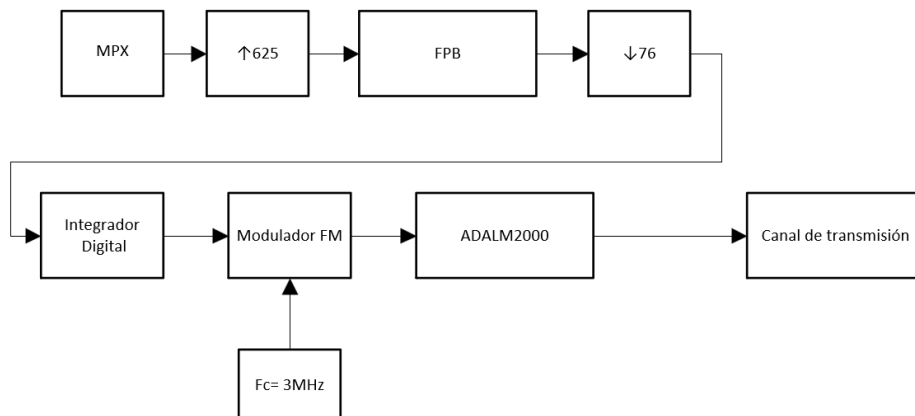 MPX
↑625
FPB
↓76
Integrador
Digital
Modulador FM
ADALM2000
Canal de transmisión
Fc= 3MHz